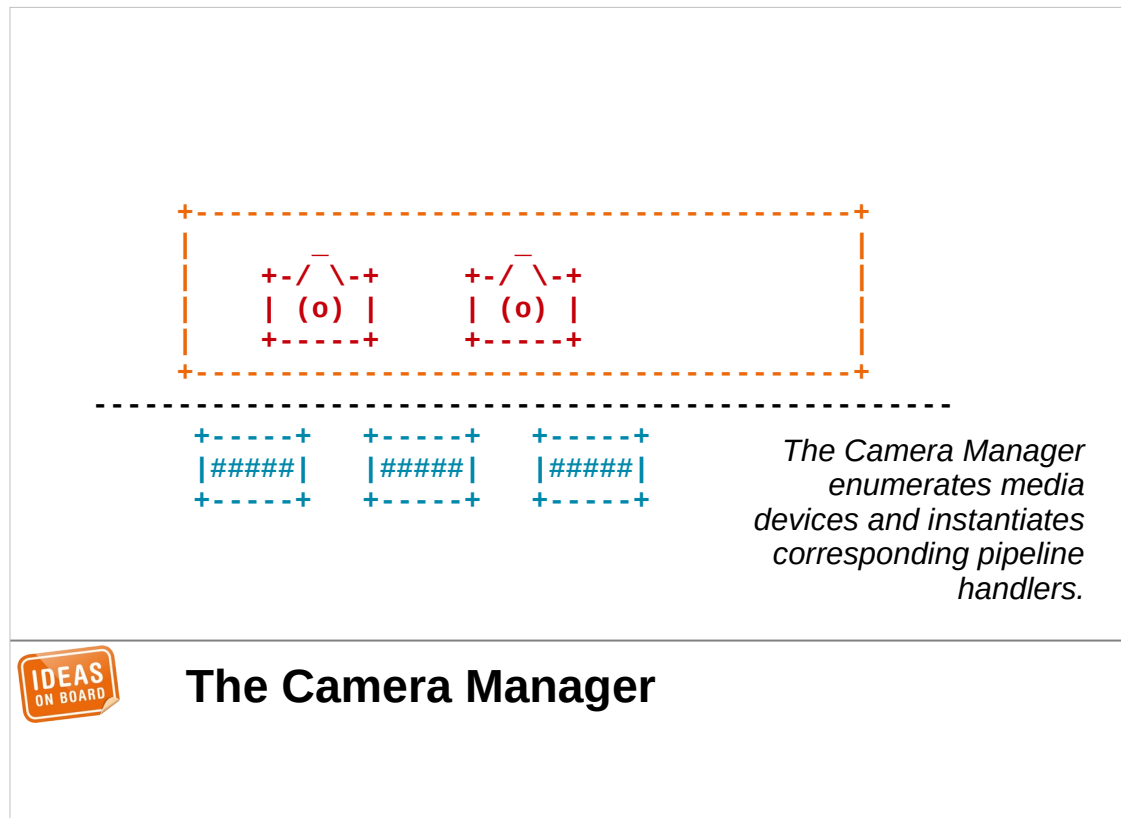 +---------------------------------------+
|                                       |
|       _           _                   |
|    +-/ \-+     +-/ \-+                |
|    | (o) |     | (o) |                |
|    +-----+     +-----+                |
+---------------------------------------+
---------------------------------------------------
+-----+   +-----+   +-----+
|#####|   |#####|   |#####|
+-----+   +-----+   +-----+
The Camera Manager
enumerates media
devices and instantiates
corresponding pipeline
handlers.
IDEAS
ON BOARD
The Camera Manager